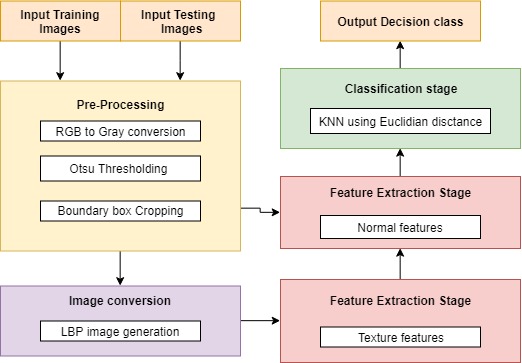 Input Training
Images
Input Testing
Images
Output Decision class
Pre-Processing
RGB to Gray conversion
Otsu Thresholding
Boundary box Cropping
Classification stage
KNN using Euclidian disctance
Feature Extraction Stage
Normal features
Image conversion
LBP image generation
Feature Extraction Stage
Texture features